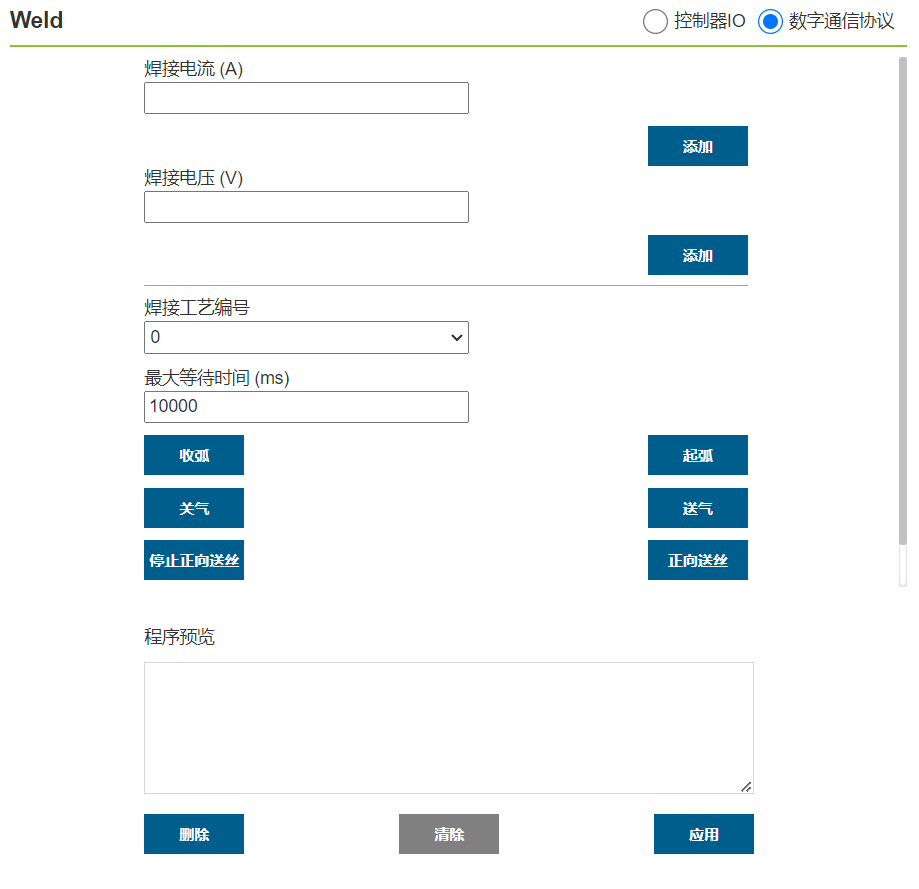 Weld
控制器IO 数字通信协议
焊接电流 (A)
添加
焊接电压 (V)
添加
焊接工艺编号
0
最大等待时间 (ms)
10000
收弧 起弧
关气 送气
停止正向送丝 正向送丝
程序预览
删除 清除 应用